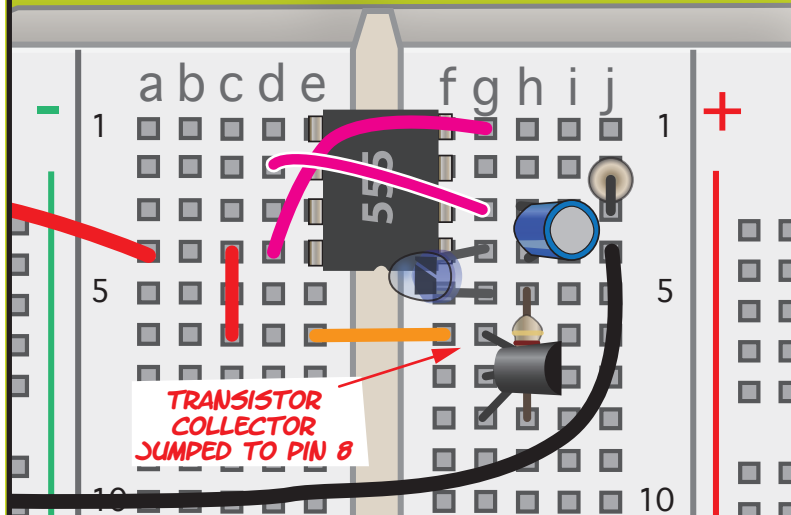 a b c d e f g h i j
- 1 1 +
555
5 5
TRANSISTOR
COLLECTOR
JUMPED TO PIN 8
10 10